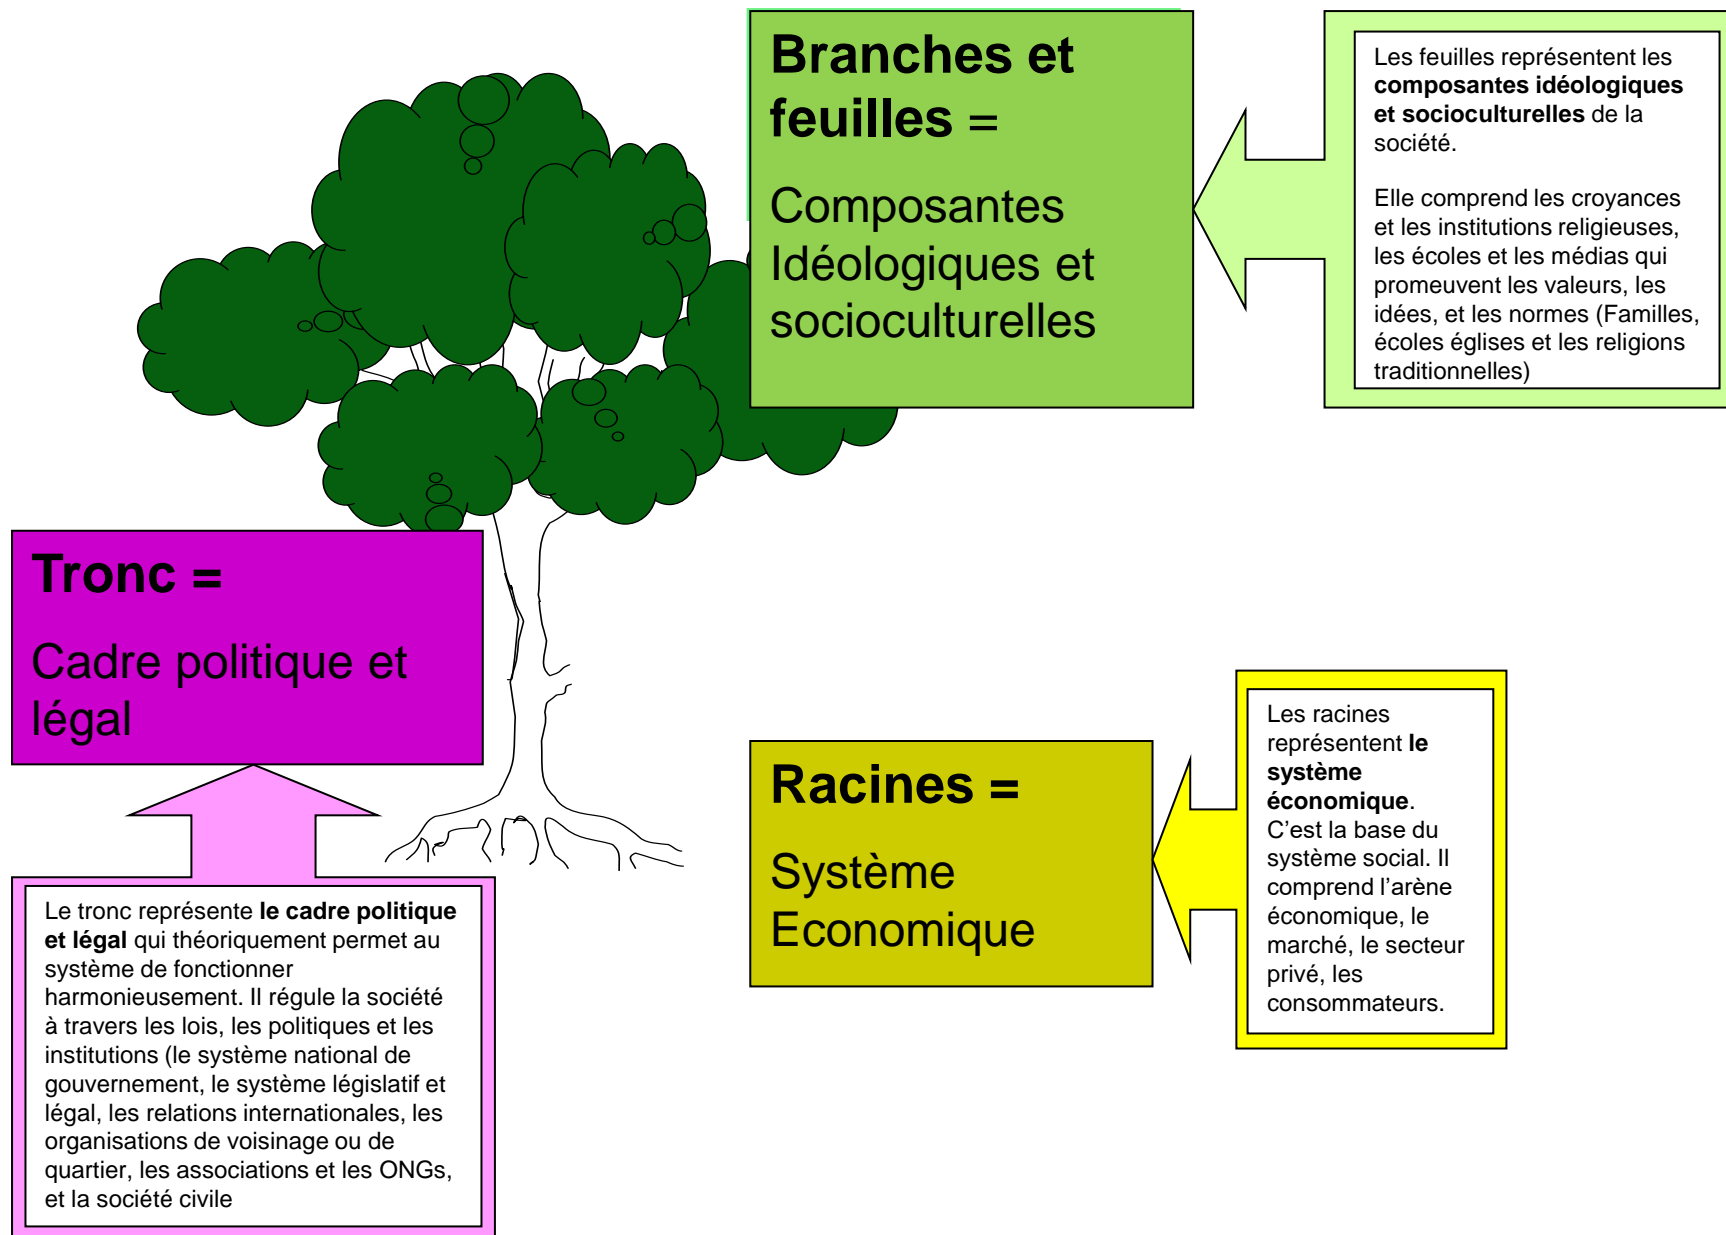 Branches et
feuilles =
Composantes
Idéologiques et
socioculturelles
Les feuilles représentent les
composantes idéologiques
et socioculturelles de la
société.
Elle comprend les croyances
et les institutions religieuses,
les écoles et les médias qui
promeuvent les valeurs, les
idées, et les normes (Familles,
écoles églises et les religions
traditionnelles)
Tronc =
Cadre politique et
légal
Le tronc représente le cadre politique
et légal qui théoriquement permet au
système de fonctionner
harmonieusement. Il régule la société
à travers les lois, les politiques et les
institutions (le système national de
gouvernement, le système législatif et
légal, les relations internationales, les
organisations de voisinage ou de
quartier, les associations et les ONGs,
et la société civile
Racines =
Système
Economique
Les racines
représentent le
système
économique.
C’est la base du
système social. Il
comprend l’arène
économique, le
marché, le secteur
privé, les
consommateurs.